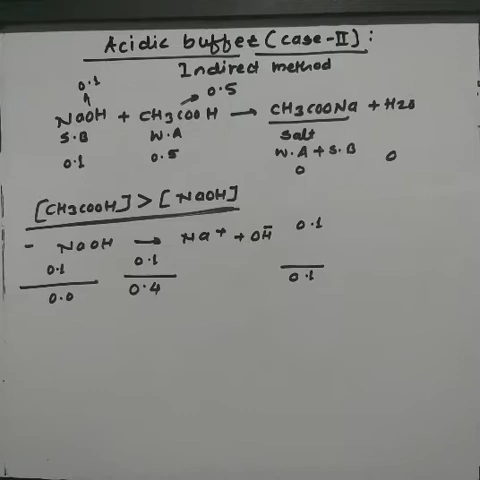 Acidic buffer (case-II):
Indirect method
0.1
0.5
NaOH + CH3COOH → CH3COONa + H2O
S.B W.A Salt
W.A + S.B
0.1 0.5 0 0
[CH3COOH] > [NaOH]
- NaOH → Na+ + OH- 0.1
0.1 0.1
0.0 0.4 0.1